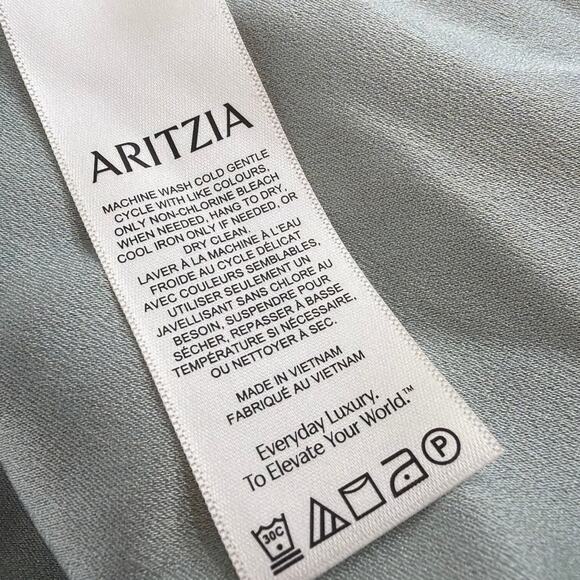 ARITZIA
MACHINE WASH COLD GENTLE
CYCLE WITH LIKE COLOURS,
ONLY NON-CHLORINE BLEACH
WHEN NEEDED, HANG TO DRY,
COOL IRON ONLY IF NEEDED, OR
DRY CLEAN.
LAVER À LA MACHINE À L'EAU
FROIDE AU CYCLE DÉLICAT
AVEC COULEURS SEMBLABLES,
UTILISER SEULEMENT UN
JAVELLISANT SANS CHLORE AU
BESOIN, SUSPENDRE POUR
SÉCHER, REPASSER À BASSE
TEMPÉRATURE SI NÉCESSAIRE,
OU NETTOYER À SEC.
MADE IN VIETNAM
FABRIQUÉ AU VIETNAM
Everyday Luxury.
To Elevate Your World.™
30C P